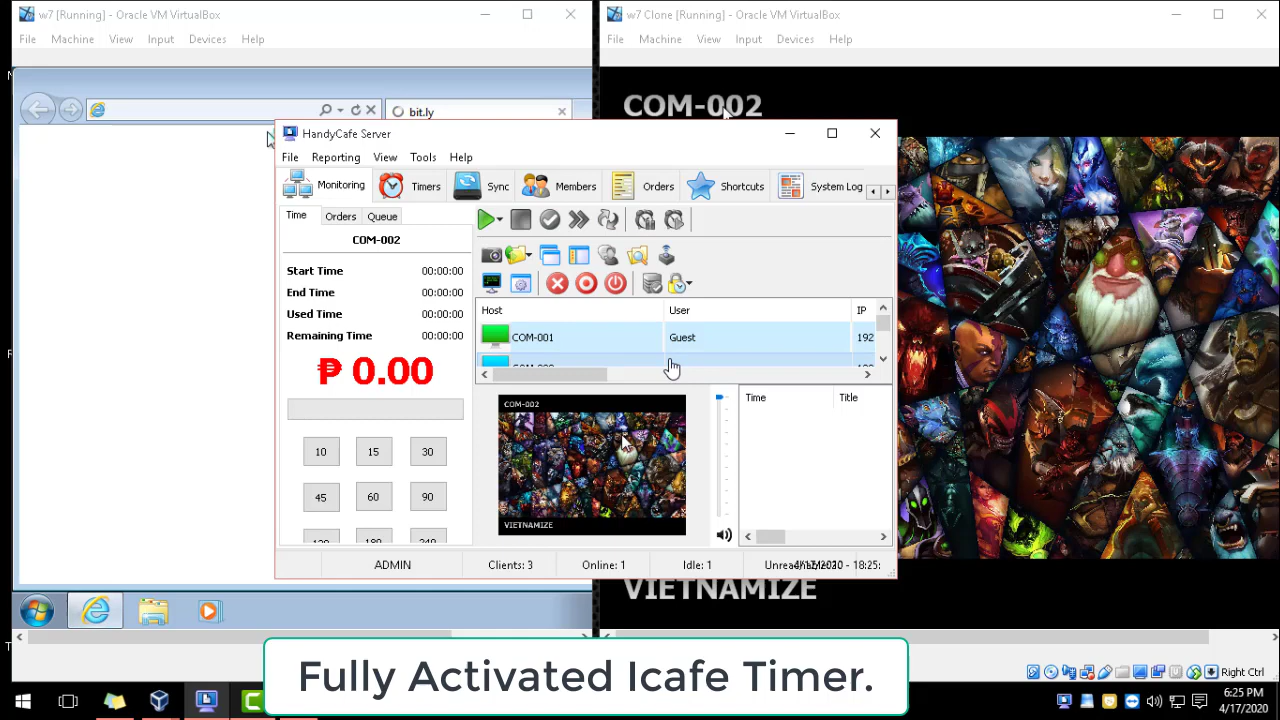 w7 [Running] - Oracle VM VirtualBox
File Machine View Input Devices Help
w7 Clone [Running] - Oracle VM VirtualBox
File Machine View Input Devices Help
bit.ly
COM-002
HandyCafe Server
File Reporting View Tools Help
Monitoring Timers Sync Members Orders Shortcuts System Log
Time Orders Queue
COM-002
Start Time 00:00:00
End Time 00:00:00
Used Time 00:00:00
Remaining Time 00:00:00
₱ 0.00
10 15 30
45 60 90
120 180 240
Host User IP
COM-001 Guest 192
COM-002
VIETNAMIZE
Time Title
ADMIN Clients: 3 Online: 1 Idle: 1
VIETNAMIZE
Right Ctrl
Fully Activated Icafe Timer.
6:25 PM
4/17/2020